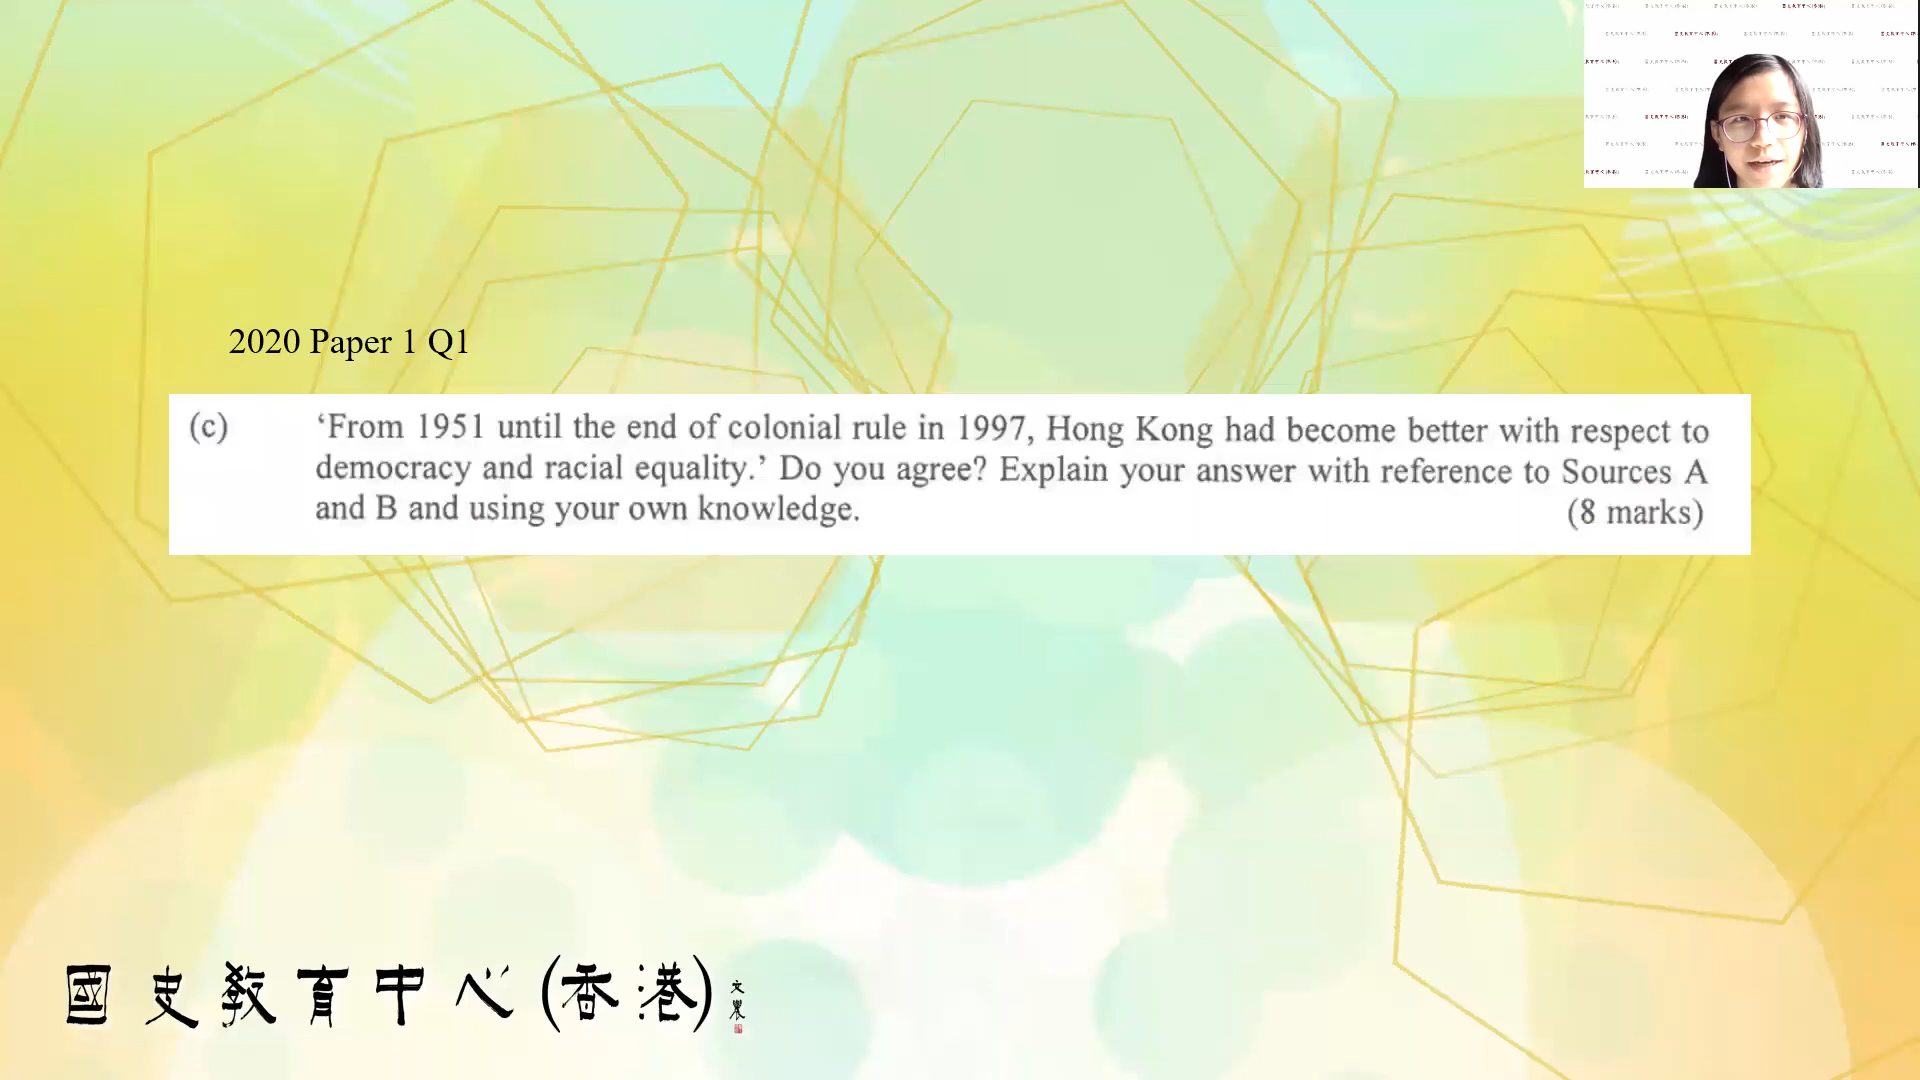 2020 Paper 1 Q1
(c) ‘From 1951 until the end of colonial rule in 1997, Hong Kong had become better with respect to
democracy and racial equality.’ Do you agree? Explain your answer with reference to Sources A
and B and using your own knowledge. (8 marks)
國史教育中心(香港)